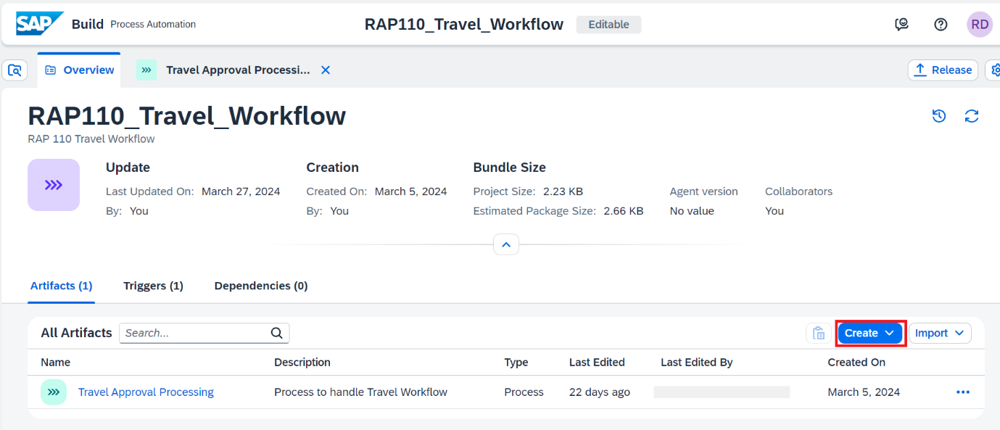 SAP Build Process Automation RAP110_Travel_Workflow Editable RD
Overview Travel Approval Processi... Release
RAP110_Travel_Workflow
RAP 110 Travel Workflow
Update Creation Bundle Size
Last Updated On: March 27, 2024 Created On: March 5, 2024 Project Size: 2.23 KB Agent version Collaborators
By: You By: You Estimated Package Size: 2.66 KB No value You
Artifacts (1) Triggers (1) Dependencies (0)
All Artifacts Search... Create Import
Name Description Type Last Edited Last Edited By Created On
Travel Approval Processing Process to handle Travel Workflow Process 22 days ago March 5, 2024